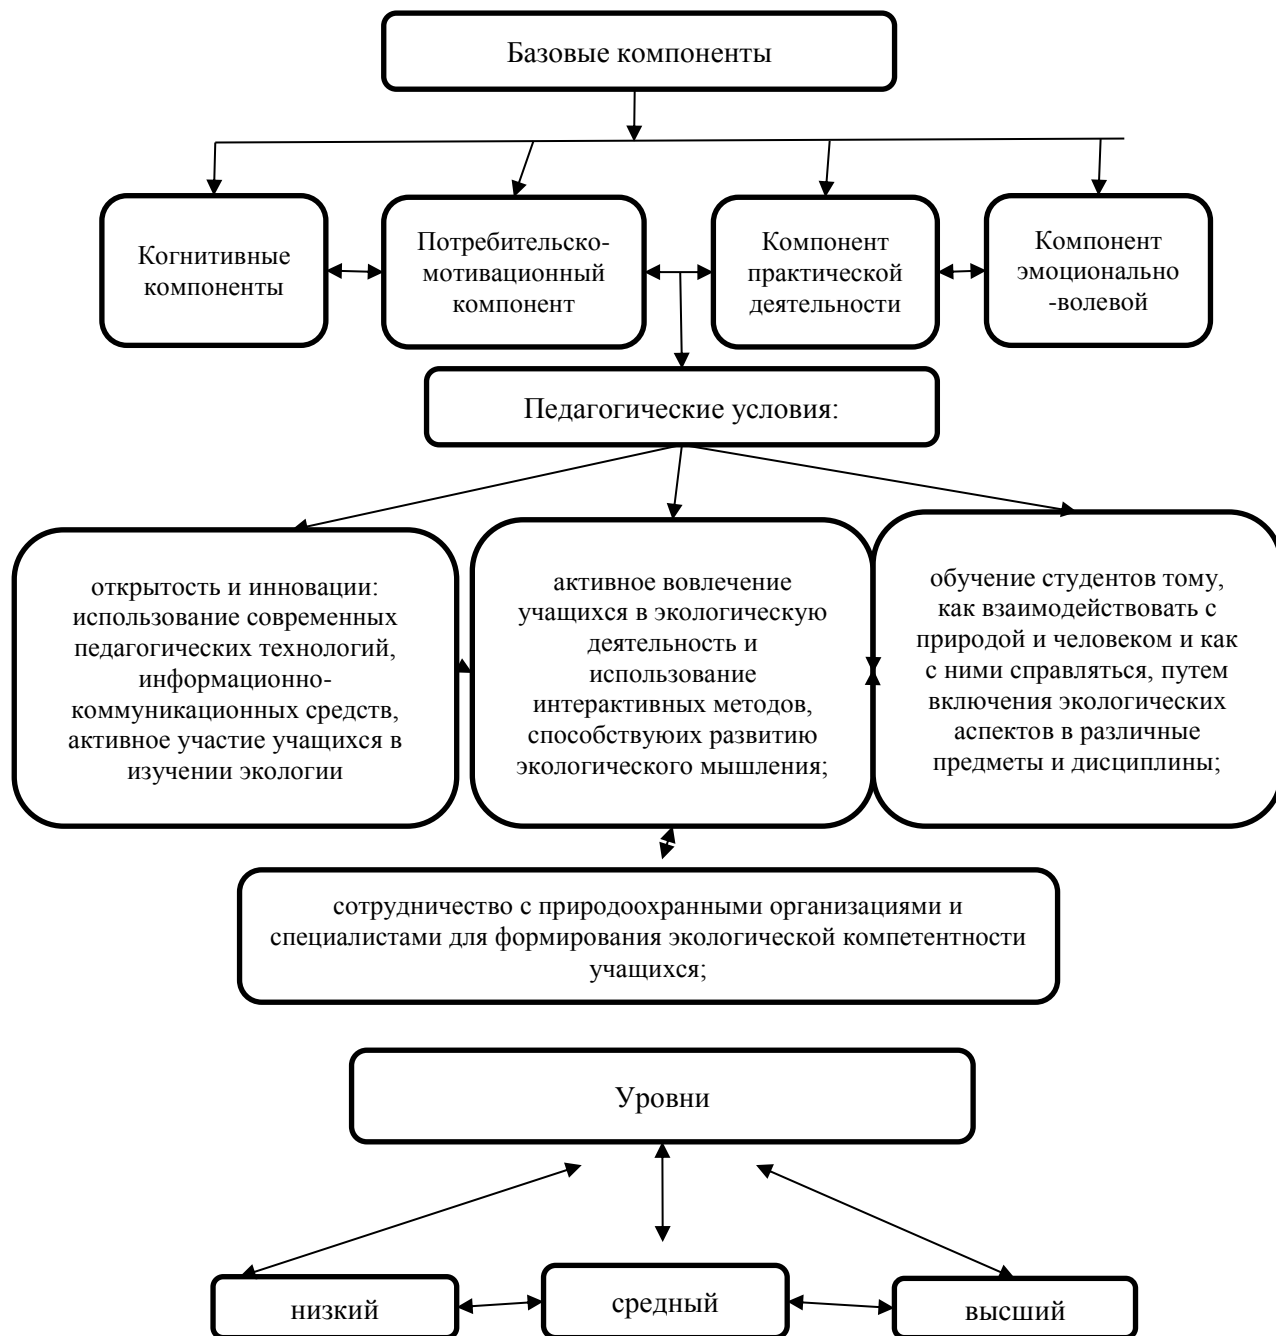 Базовые компоненты
Когнитивные
компоненты
Потребительско-
мотивационный
компонент
Компонент
практической
деятельности
Компонент
эмоционально
-волевой
Педагогические условия:
открытость и инновации:
использование современных
педагогических технологий,
информационно-
коммуникационных средств,
активное участие учащихся в
изучении экологии
активное вовлечение
учащихся в экологическую
деятельность и
использование
интерактивных методов,
способствуюих развитию
экологического мышления;
обучение студентов тому,
как взаимодействовать с
природой и человеком и как
с ними справляться, путем
включения экологических
аспектов в различные
предметы и дисциплины;
сотрудничество с природоохранными организациями и
специалистами для формирования экологической компетентности
учащихся;
Уровни
низкий
средный
высший